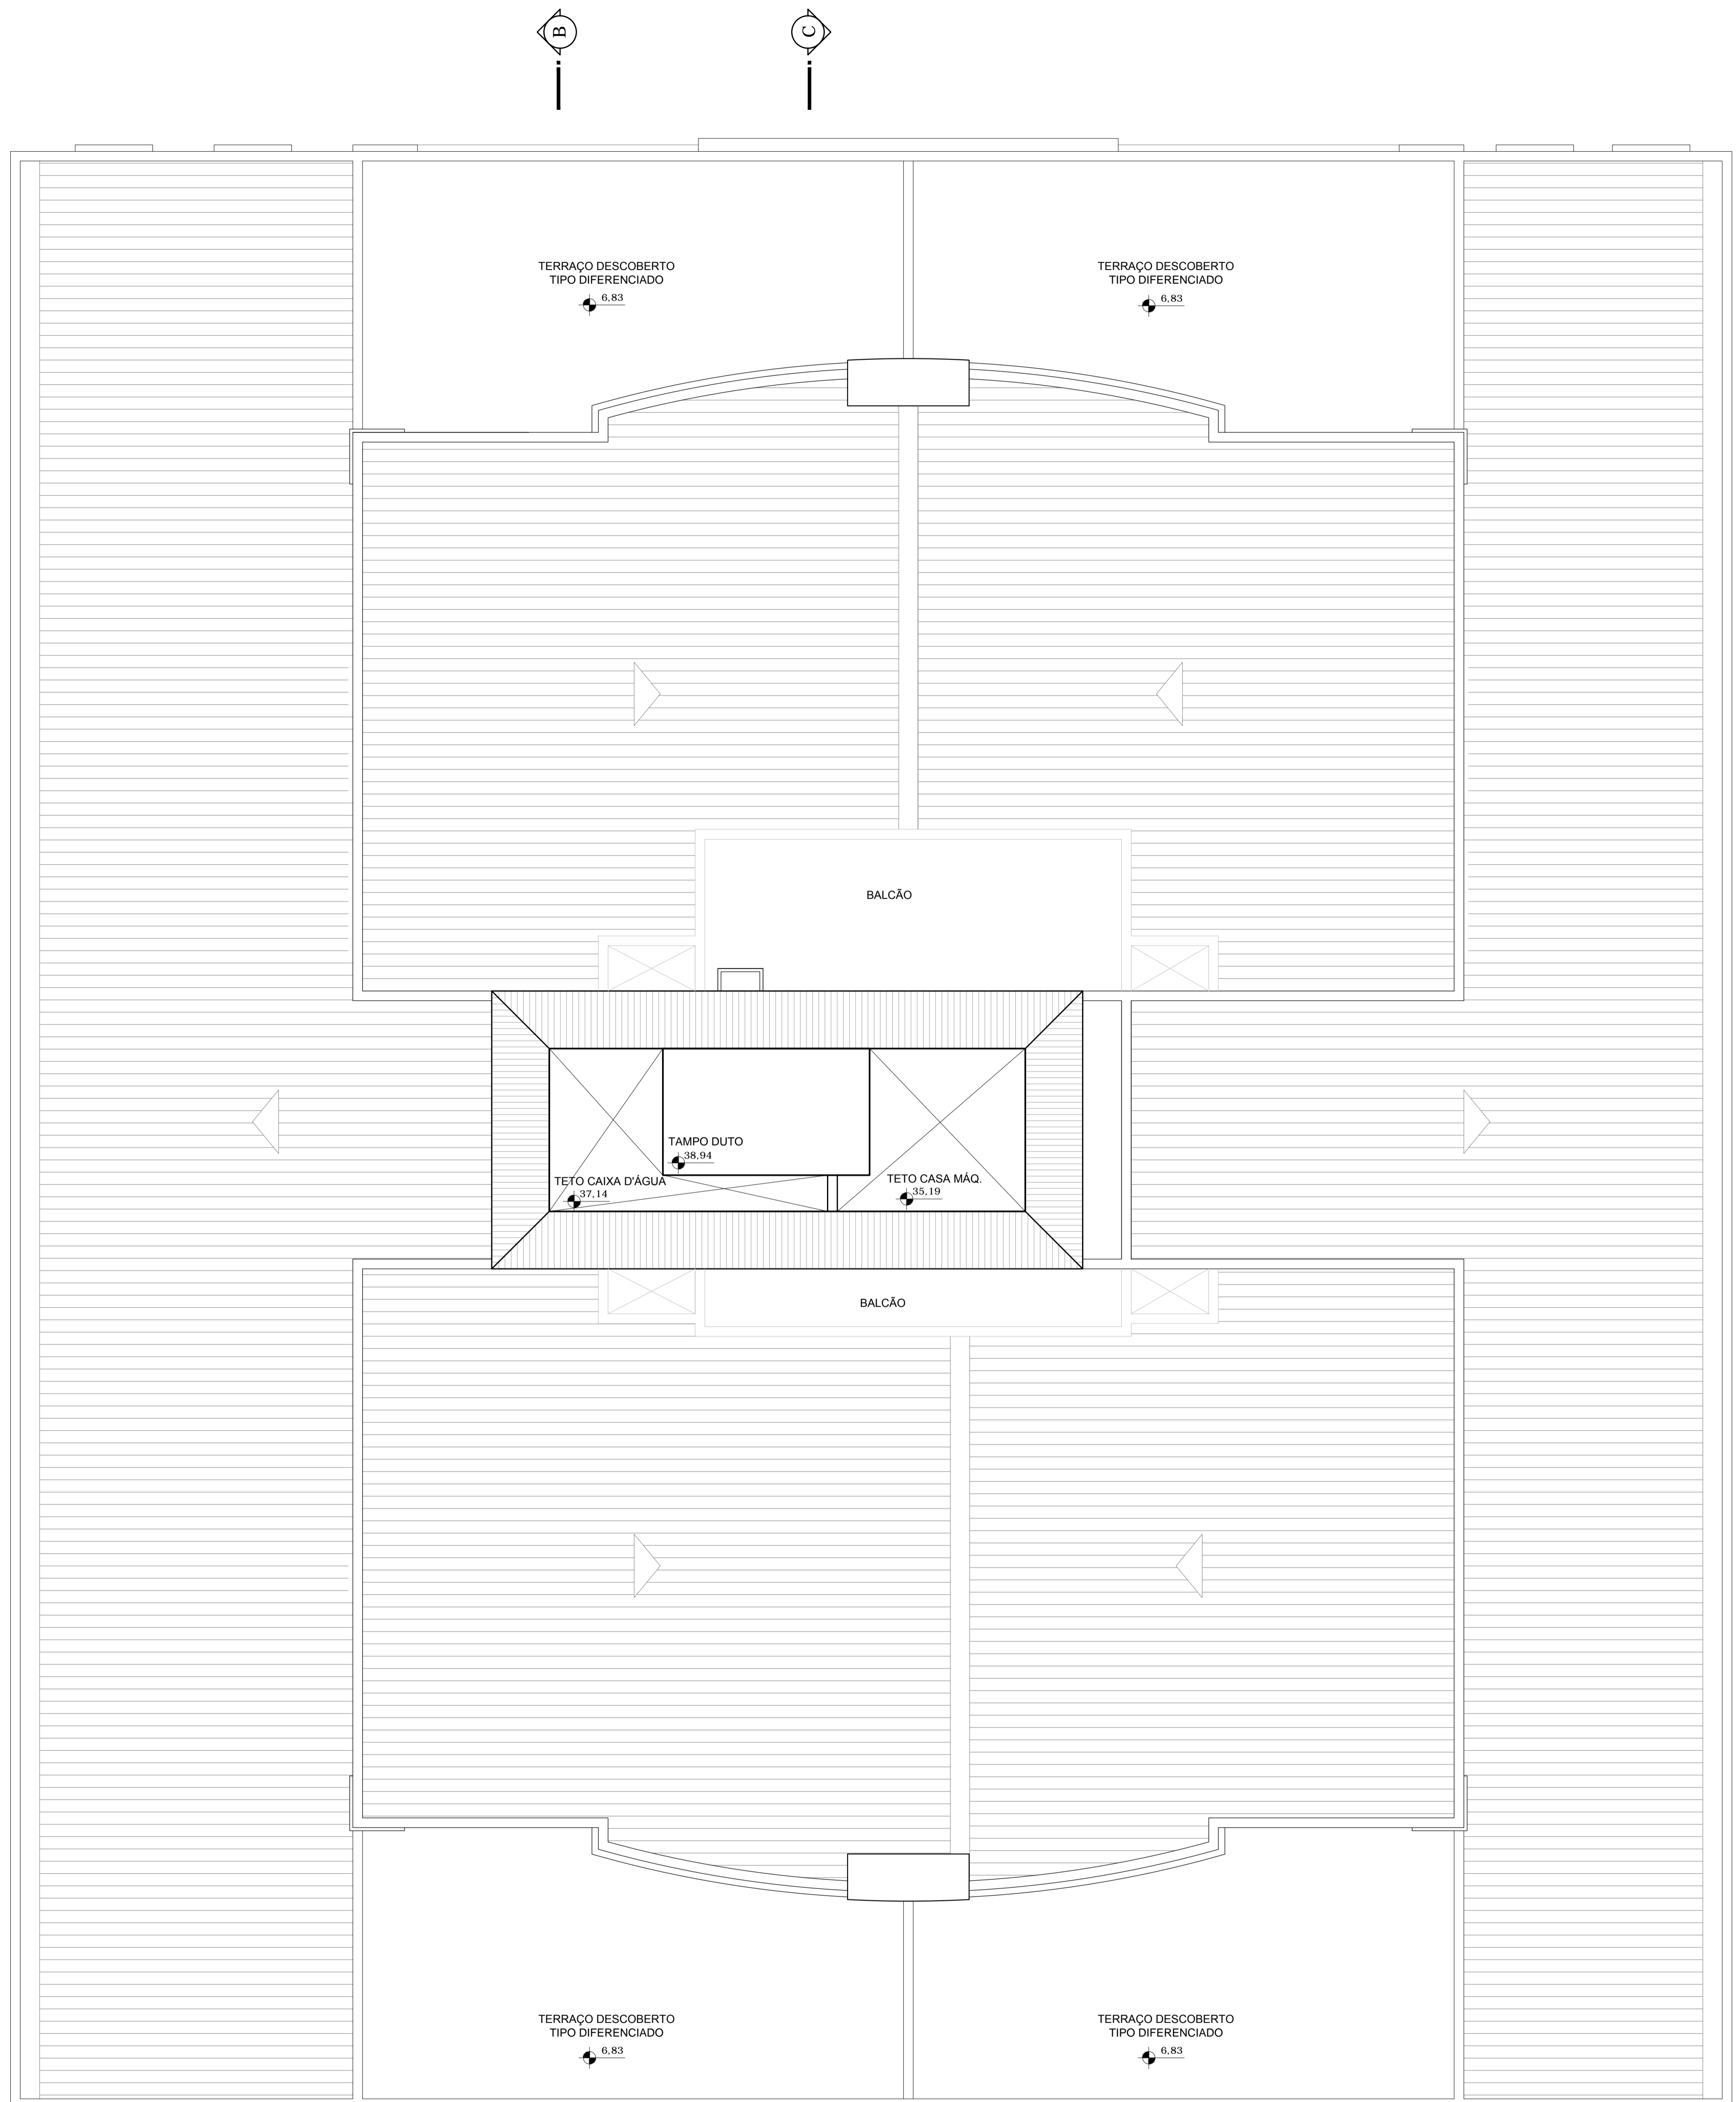 B
C
TERRAÇO DESCOBERTO
TIPO DIFERENCIADO
6,83
TERRAÇO DESCOBERTO
TIPO DIFERENCIADO
6,83
BALCÃO
TAMPO DUTO
38,94
TETO CAIXA D'ÁGUA
37,14
TETO CASA MÁQ.
35,19
BALCÃO
TERRAÇO DESCOBERTO
TIPO DIFERENCIADO
6,83
TERRAÇO DESCOBERTO
TIPO DIFERENCIADO
6,83